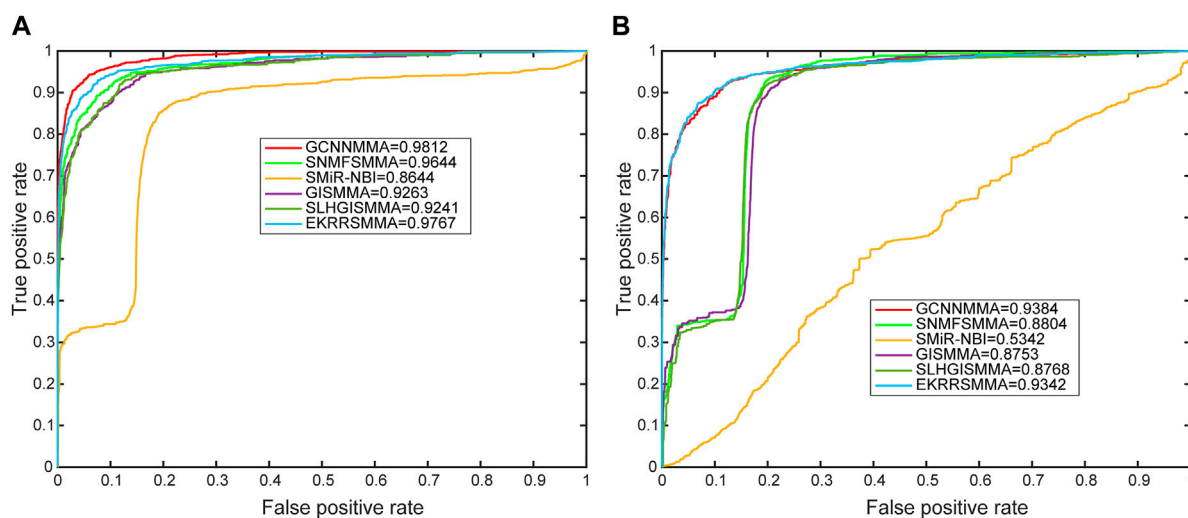 A
1
0.9
0.8
0.7
0.6
0.5
0.4
0.3
0.2
0.1
0
True positive rate
GCNNMMA=0.9812
SNMFSMMA=0.9644
SMiR-NBI=0.8644
GISMMA=0.9263
SLHGISMMA=0.9241
EKRRSMMA=0.9767
0 0.1 0.2 0.3 0.4 0.5 0.6 0.7 0.8 0.9 1
False positive rate
B
1
0.9
0.8
0.7
0.6
0.5
0.4
0.3
0.2
0.1
0
True positive rate
GCNNMMA=0.9384
SNMFSMMA=0.8804
SMiR-NBI=0.5342
GISMMA=0.8753
SLHGISMMA=0.8768
EKRRSMMA=0.9342
0 0.1 0.2 0.3 0.4 0.5 0.6 0.7 0.8 0.9
False positive rate